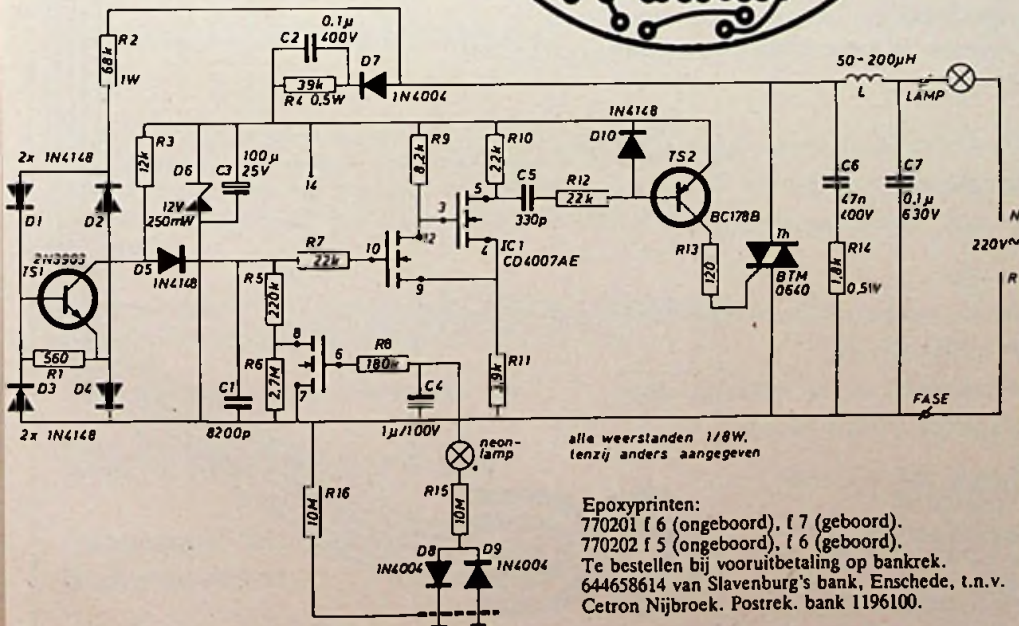 R2
68k
1W
0.1µ
400V
C2
39k
R4 0.5W
D7
1N4004
50-200µH
L
LAMP
2x 1N4148
D1
D2
R3
12k
D6
12V
250mW
C3
100µ
25V
14
R9
8,2k
R10
22k
5
C5
330p
R12
22k
1N4148
D10
TS2
BC178B
R13
120
Th
BTM
0640
C6
47n
400V
R14
1.8k
0,51W
C7
0.1µ
630V
N
220V~
R
2N3903
TS1
D5
1N4148
R7
22k
10
12
9
3
4
IC1
CD4007AE
R5
220k
R6
2,7M
8
7
6
R8
180k
C4
1µ/100V
R11
3,9k
560
R1
D3
D4
C1
8200p
2x 1N4148
FASE
neon-
lamp
alle weerstanden 1/8W,
tenzij anders aangegeven
R16
10M
R15
10M
D8
1N4004
D9
1N4004
Epoxyprinten:
770201 f 6 (ongeboord), f 7 (geboord).
770202 f 5 (ongeboord), f 6 (geboord).
Te bestellen bij vooruitbetaling op bankrek.
644658614 van Slavenburg's bank, Enschede, t.n.v.
Cetron Nijbroek. Postrek. bank 1196100.